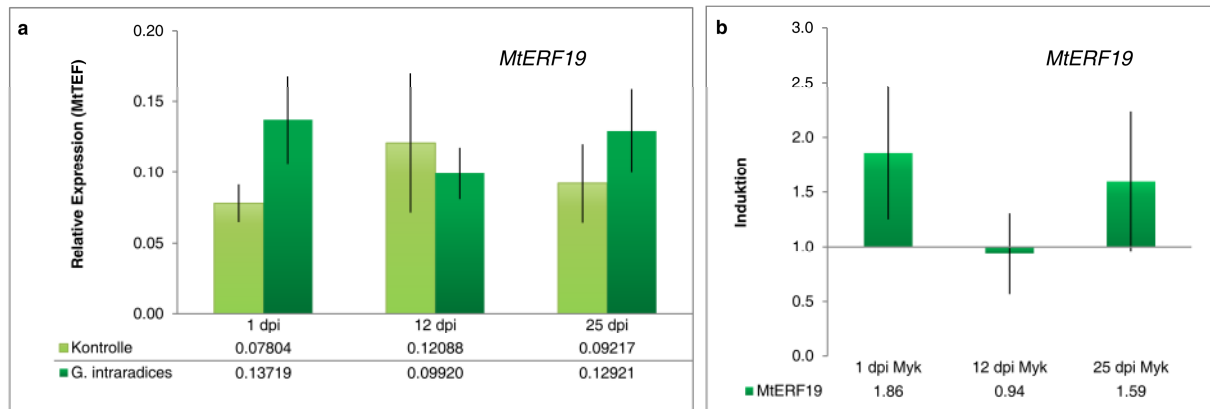 a
MtERF19
Relative Expression (MtTEF)
0.20
0.15
0.10
0.05
0.00
1 dpi 12 dpi 25 dpi
Kontrolle 0.07804 0.12088 0.09217
G. intraradices 0.13719 0.09920 0.12921
b
MtERF19
Induktion
3.0
2.5
2.0
1.5
1.0
0.5
0.0
1 dpi Myk 12 dpi Myk 25 dpi Myk
MtERF19 1.86 0.94 1.59